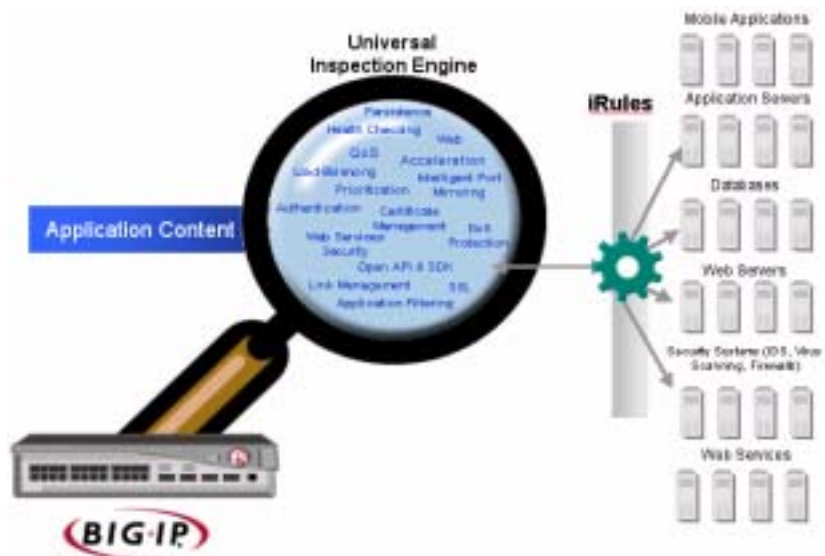 Universal
Inspection Engine
Persistence
Health Checking
Web
QoS
Acceleration
Load Balancing
Intelligent Port
Mirroring
Prioritization
Authentication
Certificate
Management
DoS
Protection
Web Services
Security
Open API & SDK
Link Management
SSL
Application Filtering
Application Content
BIG-IP
iRules
Mobile Applications
Application Servers
Databases
Web Servers
Security Systems (IDS, Virus
Scanning, Firewalls)
Web Services